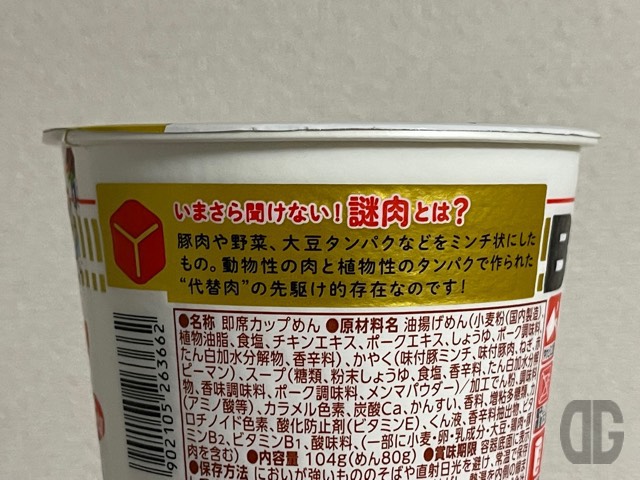 いまさら聞けない!謎肉とは?
豚肉や野菜、大豆タンパクなどをミンチ状にした
もの。動物性の肉と植物性のタンパクで作られた
“代替肉”の先駆け的存在なのです!
B
●名称 即席カップめん ●原材料名 油揚げめん(小麦粉(国内製造)、
植物油脂、食塩、チキンエキス、ポークエキス、しょうゆ、ポーク調味料、
たん白加水分解物、香辛料)、かやく(味付豚ミンチ、味付豚肉、ねぎ、赤
ピーマン)、スープ(糖類、粉末しょうゆ、食塩、香辛料、たん白加水分解
物、香味調味料、ポーク調味料、メンマパウダー)/加工でん粉、調味料
(アミノ酸等)、カラメル色素、炭酸Ca、かんすい、香料、増粘多糖類、
ロチノイド色素、酸化防止剤(ビタミンE)、くん液、香辛料抽出物、ビタ
ミンB2、ビタミンB1、酸味料、(一部に小麦・卵・乳成分・大豆・鶏肉・豚
肉を含む) ●内容量 104g(めん80g) ●賞味期限 容器底面に
●保存方法 においが強いもののそばや直射日光を避け、常温で保存
902105 263662
DG